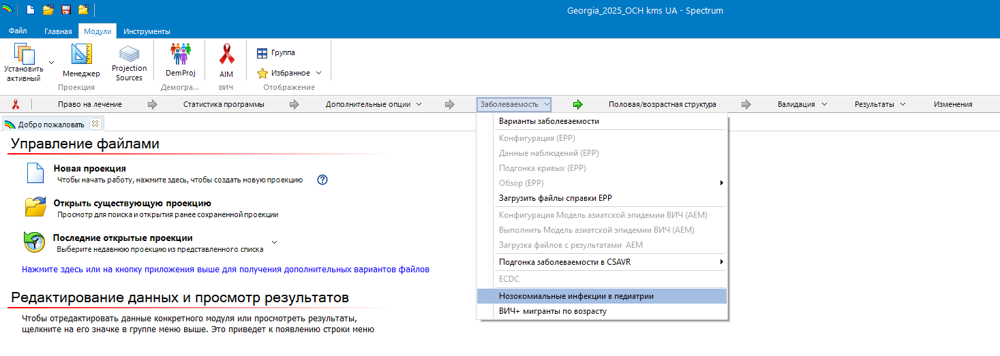 Georgia_2025_ОСН kms UA - Spectrum
Файл Главная Модули Инструменты
Установить активный
Менеджер
Projection Sources
DemProj
AIM
Группа
Избранное
Проекция Демогра... ВИЧ Отображение
Право на лечение Статистика программы Дополнительные опции Заболеваемость Половая/возрастная структура Валидация Результаты Изменения
Добро пожаловать
Управление файлами
Новая проекция
Чтобы начать работу, нажмите здесь, чтобы создать новую проекцию
Открыть существующую проекцию
Просмотр для поиска и открытия ранее сохраненной проекции
Последние открытые проекции
Выберите недавнюю проекцию из представленного списка
Нажмите здесь или на кнопку приложения выше для получения дополнительных вариантов файлов
Редактирование данных и просмотр результатов
Чтобы отредактировать данные конкретного модуля или просмотреть результаты,
щелкните на его значке в группе меню выше. Это приведет к появлению строки меню
Варианты заболеваемости
Конфигурация (EPP)
Данные наблюдений (EPP)
Подгонка кривых (EPP)
Обзор (EPP)
Загрузить файлы справки EPP
Конфигурация Модель азиатской эпидемии ВИЧ (AEM)
Выполнить Модель азиатской эпидемии ВИЧ (AEM)
Загрузка файлов с результатами AEM
Подгонка заболеваемости в CSAVR
ECDC
Нозокомиальные инфекции в педиатрии
ВИЧ+ мигранты по возрасту